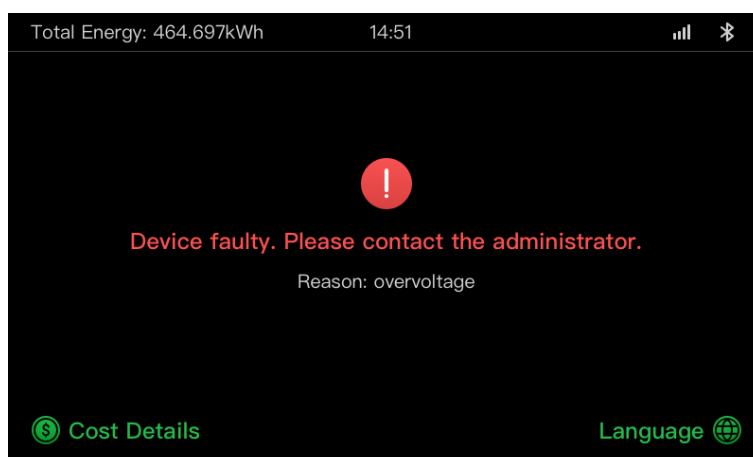 Total Energy: 464.697kWh 14:51
Device faulty. Please contact the administrator.
Reason: overvoltage
Cost Details Language